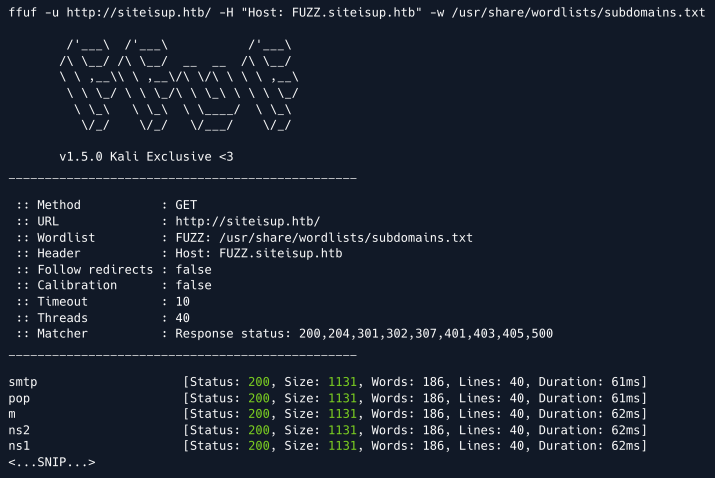 ffuf -u http://siteisup.htb/ -H "Host: FUZZ.siteisup.htb" -w /usr/share/wordlists/subdomains.txt

        /'___\  /'___\           /'___\
       /\ \__/ /\ \__/  __  __  /\ \__/
       \ \ ,__\\ \ ,__\/\ \/\ \ \ \ ,__\
        \ \ \_/ \ \ \_/\ \ \_\ \ \ \ \_/
         \ \_\   \ \_\  \ \____/  \ \_\
          \/_/    \/_/   \/___/    \/_/

       v1.5.0 Kali Exclusive <3
________________________________________________

 :: Method           : GET
 :: URL              : http://siteisup.htb/
 :: Wordlist         : FUZZ: /usr/share/wordlists/subdomains.txt
 :: Header           : Host: FUZZ.siteisup.htb
 :: Follow redirects : false
 :: Calibration      : false
 :: Timeout          : 10
 :: Threads          : 40
 :: Matcher          : Response status: 200,204,301,302,307,401,403,405,500
________________________________________________

smtp                    [Status: 200, Size: 1131, Words: 186, Lines: 40, Duration: 61ms]
pop                     [Status: 200, Size: 1131, Words: 186, Lines: 40, Duration: 61ms]
m                       [Status: 200, Size: 1131, Words: 186, Lines: 40, Duration: 62ms]
ns2                     [Status: 200, Size: 1131, Words: 186, Lines: 40, Duration: 62ms]
ns1                     [Status: 200, Size: 1131, Words: 186, Lines: 40, Duration: 62ms]
<...SNIP...>